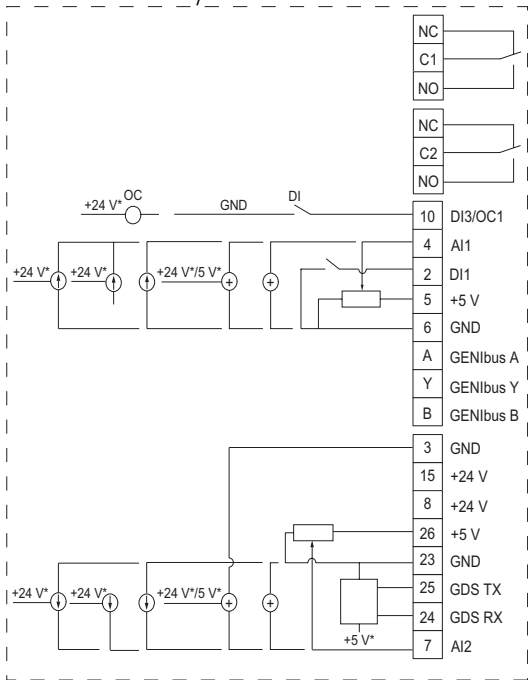 NC
C1
NO
NC
C2
NO
+24 V* OC GND DI 10 DI3/OC1
4 AI1
+24 V* +24 V* +24 V*/5 V* + + 2 DI1
5 +5 V
6 GND
A GENIbus A
Y GENIbus Y
B GENIbus B
3 GND
15 +24 V
8 +24 V
26 +5 V
23 GND
+24 V* +24 V* +24 V*/5 V* + + 25 GDS TX
24 GDS RX
+5 V* 7 AI2